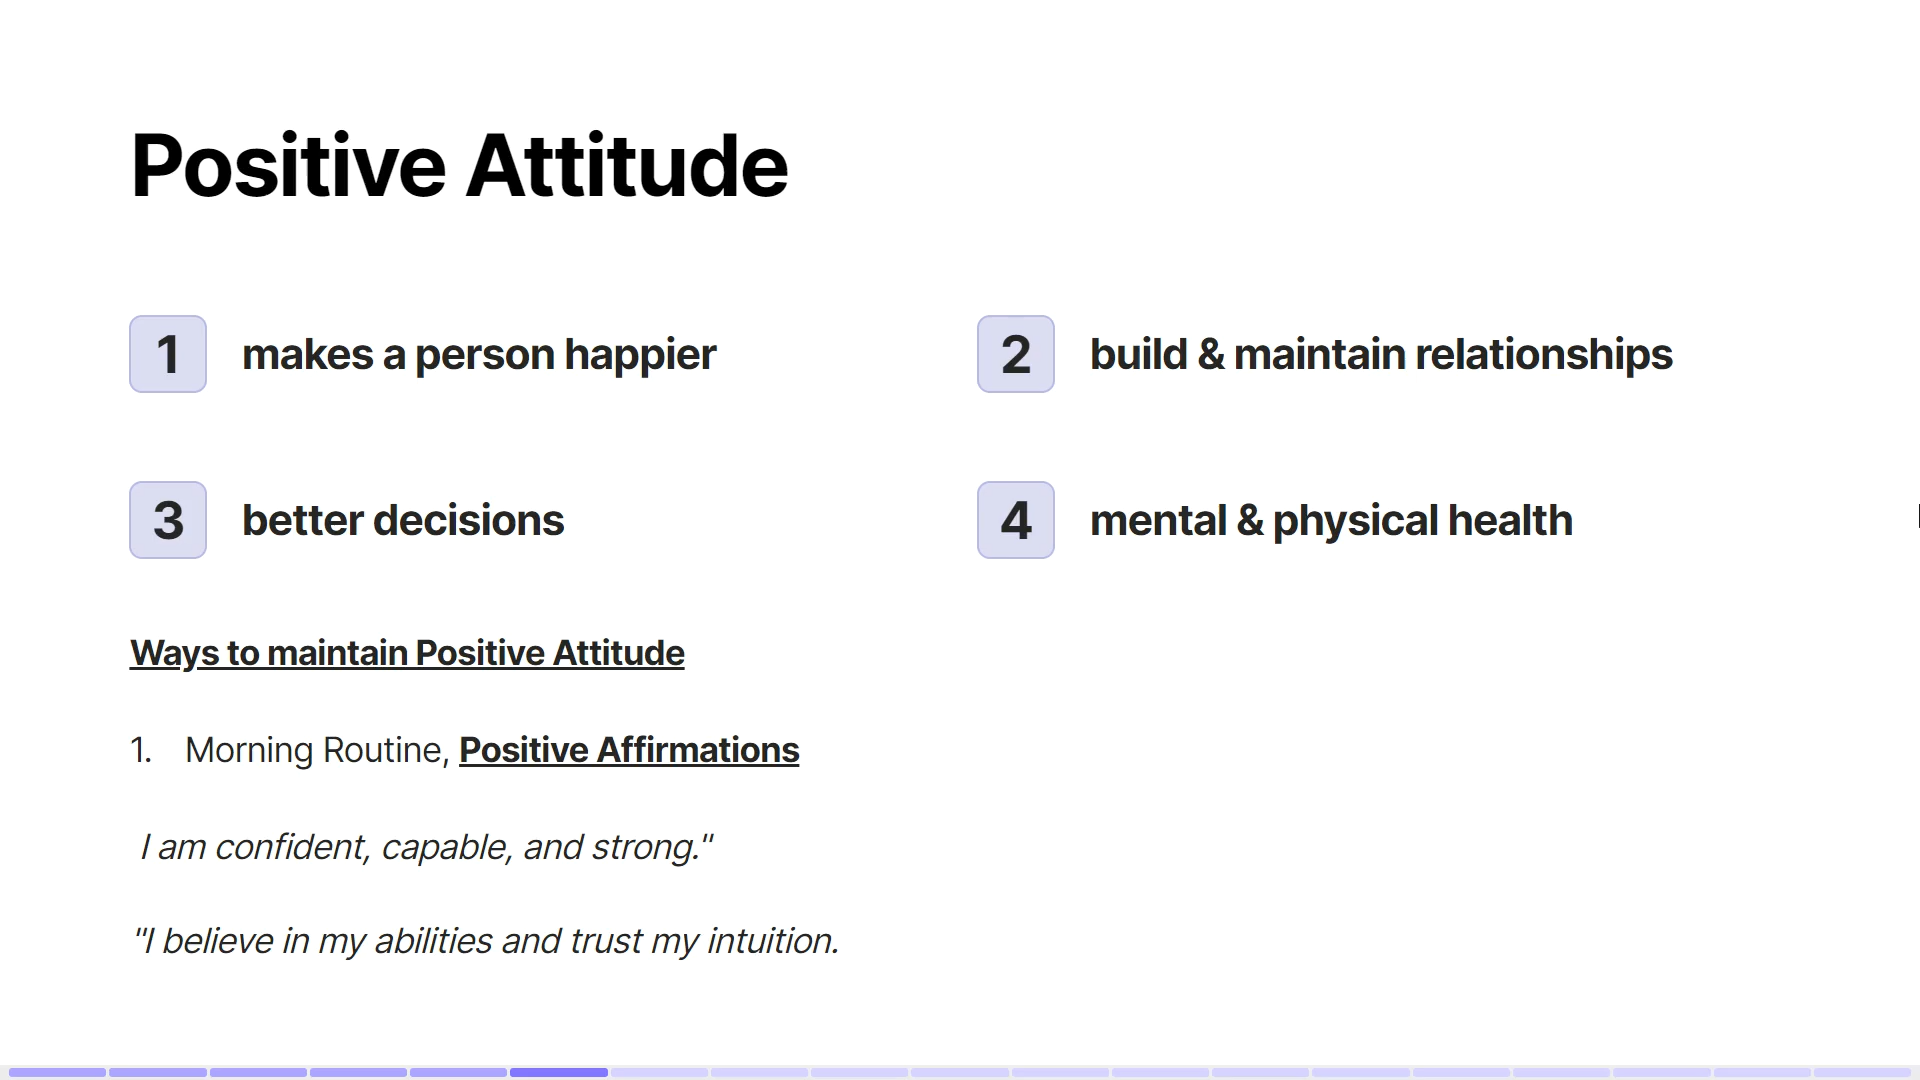 Positive Attitude
1 makes a person happier
2 build & maintain relationships
3 better decisions
4 mental & physical health
Ways to maintain Positive Attitude
1. Morning Routine, Positive Affirmations
I am confident, capable, and strong."
"I believe in my abilities and trust my intuition.